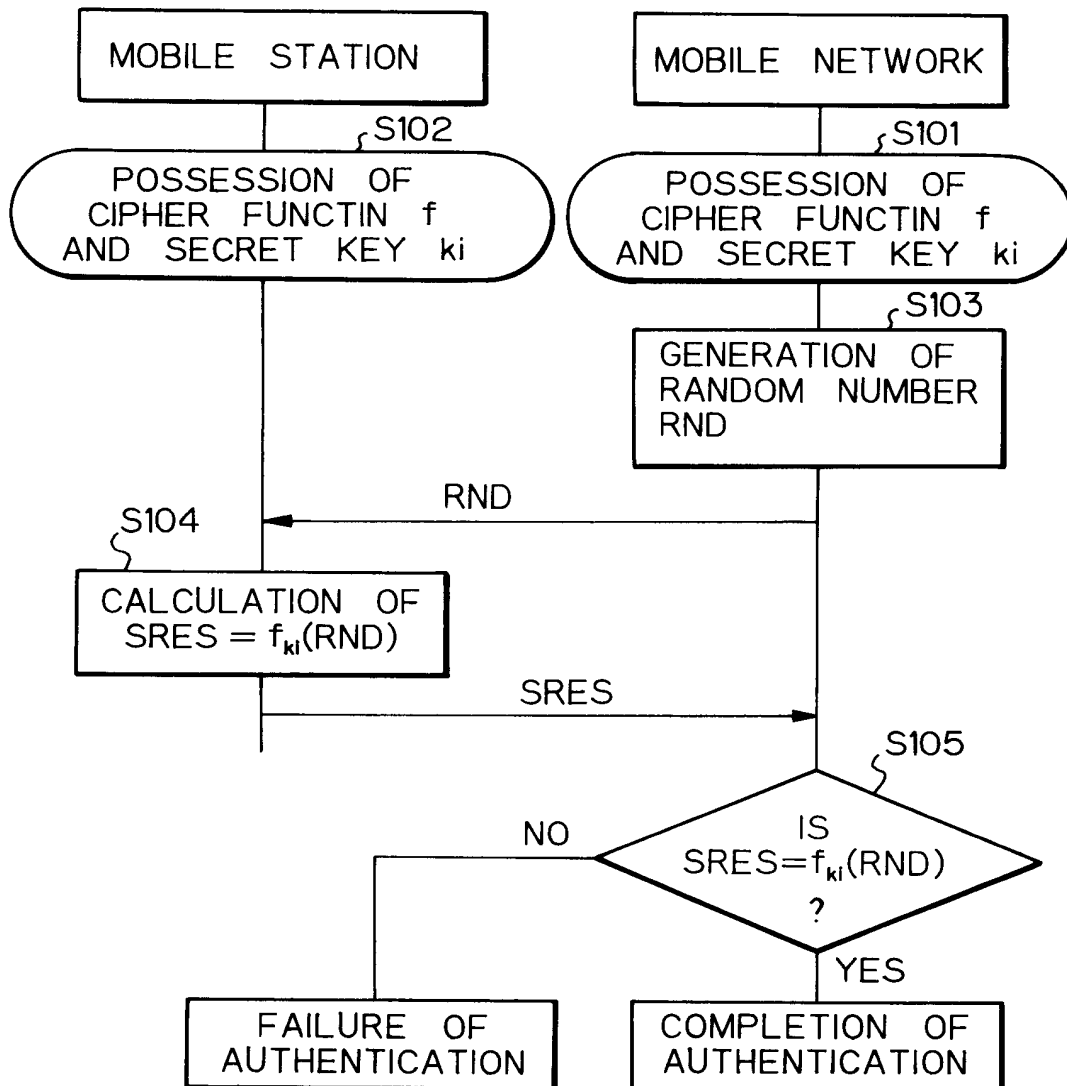 MOBILE STATION
MOBILE NETWORK
S102
S101
POSSESSION OF
CIPHER FUNCTIN f
AND SECRET KEY ki
POSSESSION OF
CIPHER FUNCTIN f
AND SECRET KEY ki
S103
GENERATION OF
RANDOM NUMBER
RND
RND
S104
CALCULATION OF
SRES = fki(RND)
SRES
S105
IS
SRES=fki(RND)
?
NO
YES
FAILURE OF
AUTHENTICATION
COMPLETION OF
AUTHENTICATION